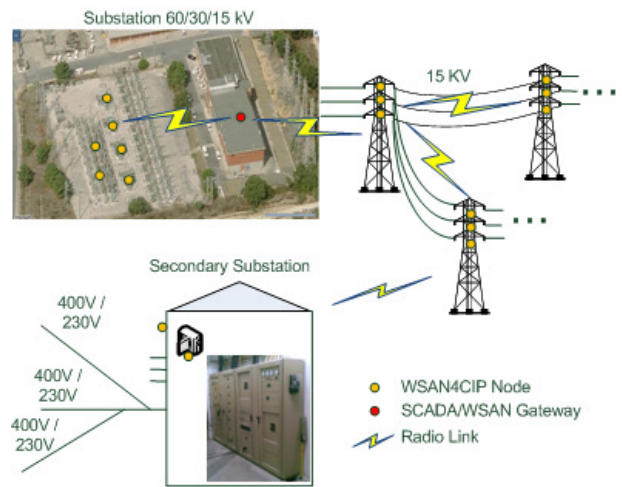 Substation 60/30/15 kV
15 KV
Secondary Substation
400V /
230V
400V /
230V
400V /
230V
WSAN4CIP Node
SCADA/WSAN Gateway
Radio Link